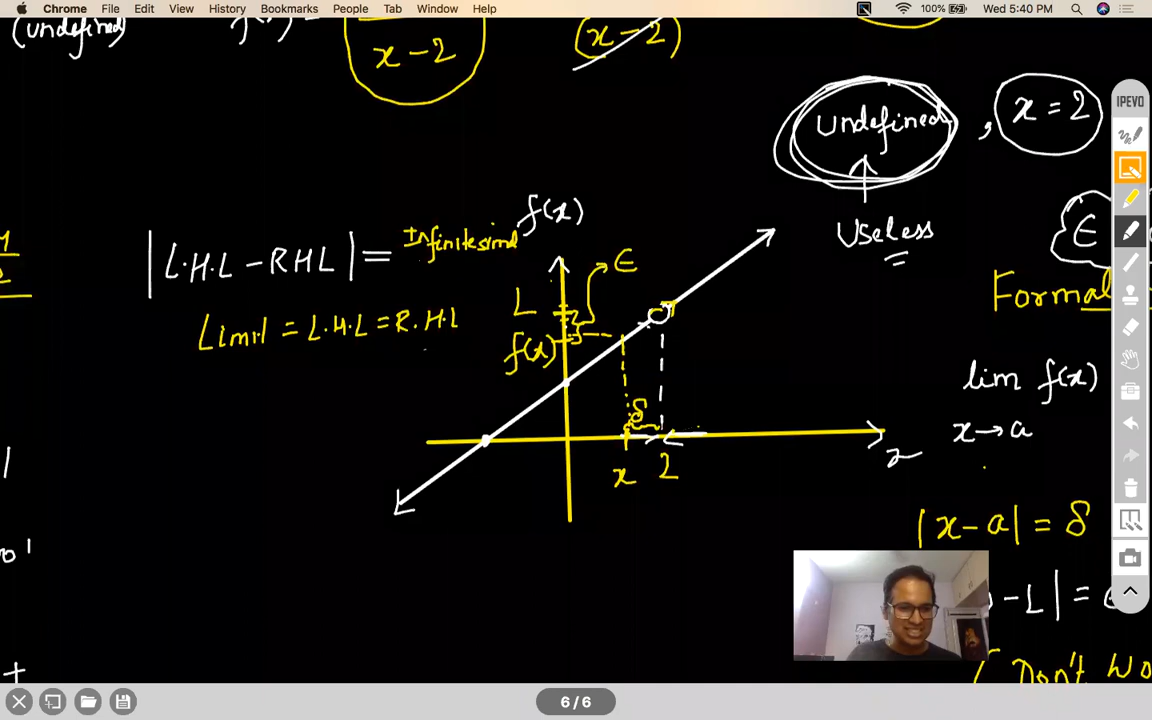 Chrome File Edit View History Bookmarks People Tab Window Help 100% Wed 5:40 PM
(undefined)
x-2
(x-2)
undefined, x=2
IPEVO
Useless
f(x)
|L.H.L-RHL|= Infinitesimal
ϵ
ϵ
L
Formal
Limit = L.H.L=R.H.L
f(x)
lim f(x)
x→a
δ
x 2
x
|x-a|=δ
-L|=
(Don't Wo
6/6